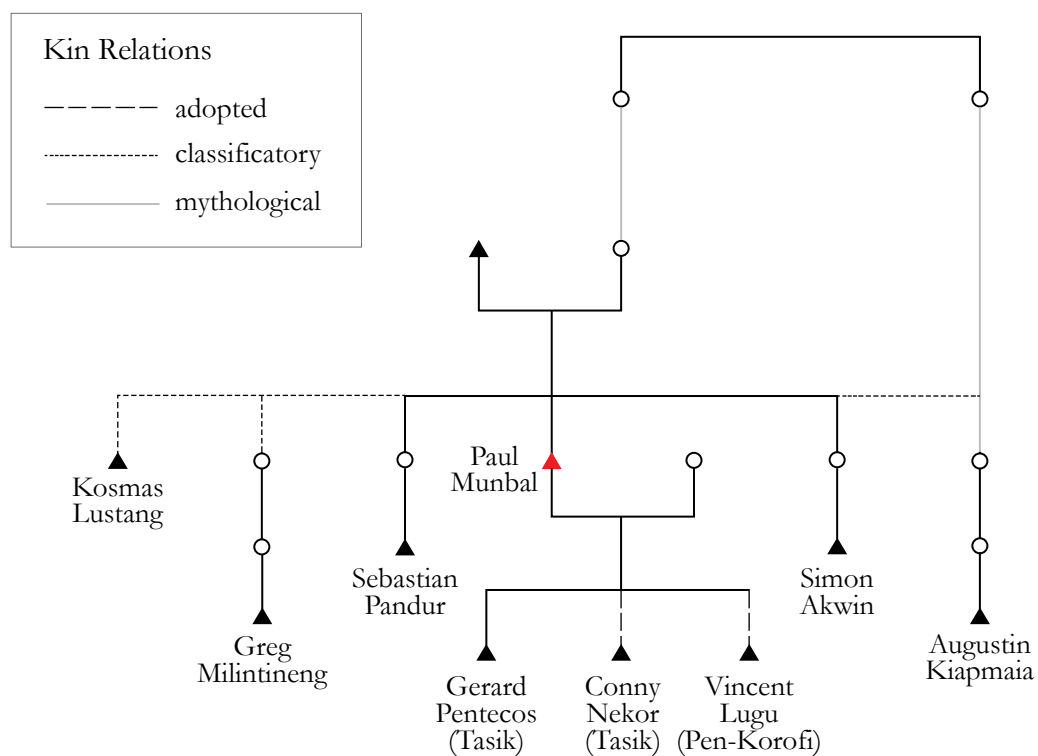 Kin Relations
adopted
classificatory
mythological
Kosmas
Lustang
Greg
Milintineng
Sebastian
Pandur
Paul
Munbal
Simon
Akwin
Augustin
Kiapmaia
Gerard
Pentecos
(Tasik)
Conny
Nekor
(Tasik)
Vincent
Lugu
(Pen-Korofi)